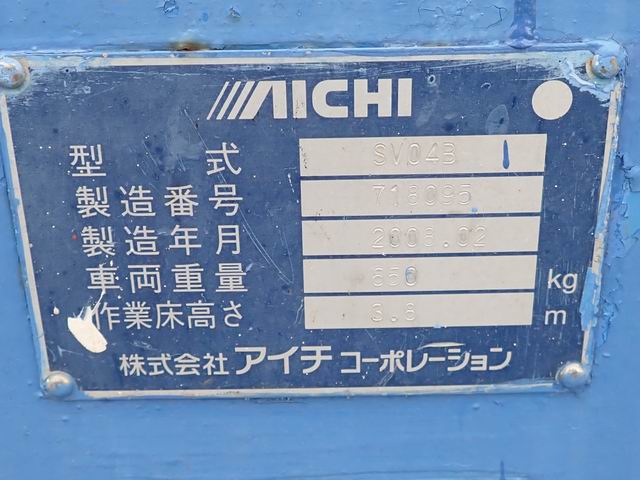 AICHI
型式 SV04B
製造番号 718095
製造年月 2008.02
車両重量 650 kg
作業床高さ 3.6 m
株式会社アイチコーポレーション